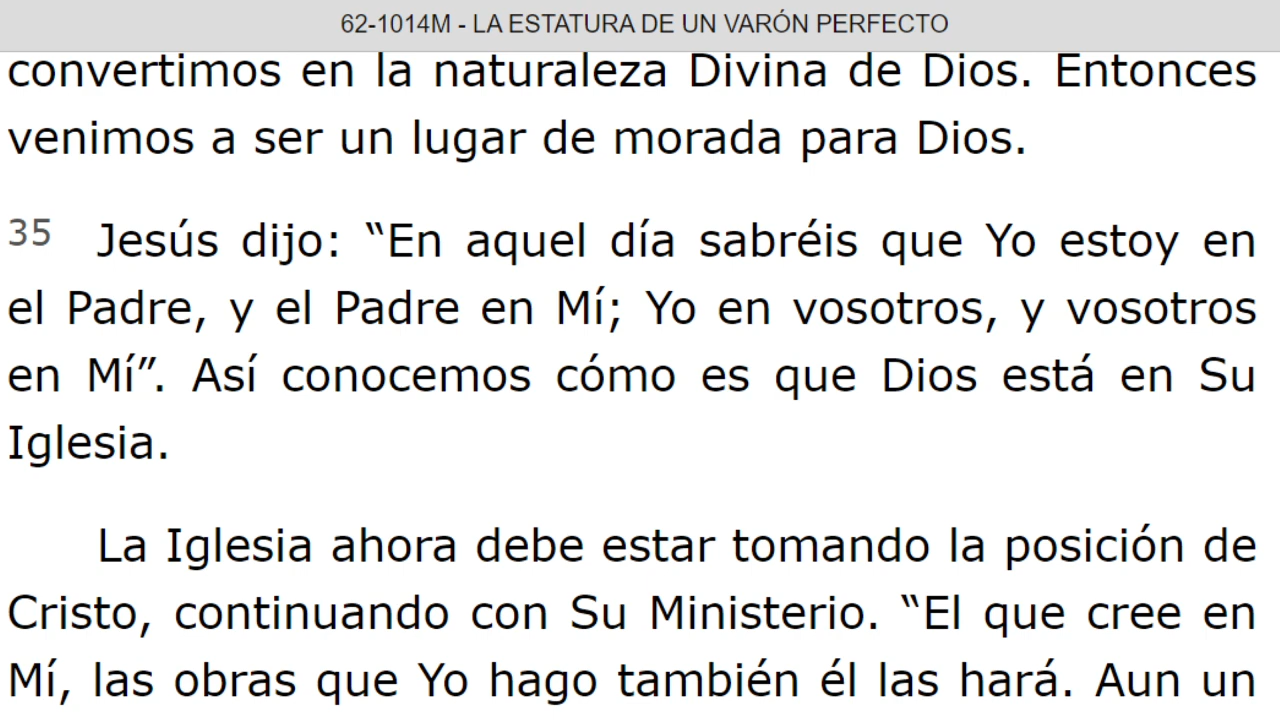 62-1014M - LA ESTATURA DE UN VARÓN PERFECTO
convertimos en la naturaleza Divina de Dios. Entonces
venimos a ser un lugar de morada para Dios.
35 Jesús dijo: “En aquel día sabréis que Yo estoy en
el Padre, y el Padre en Mí; Yo en vosotros, y vosotros
en Mí”. Así conocemos cómo es que Dios está en Su
Iglesia.
La Iglesia ahora debe estar tomando la posición de
Cristo, continuando con Su Ministerio. “El que cree en
Mí, las obras que Yo hago también él las hará. Aun un